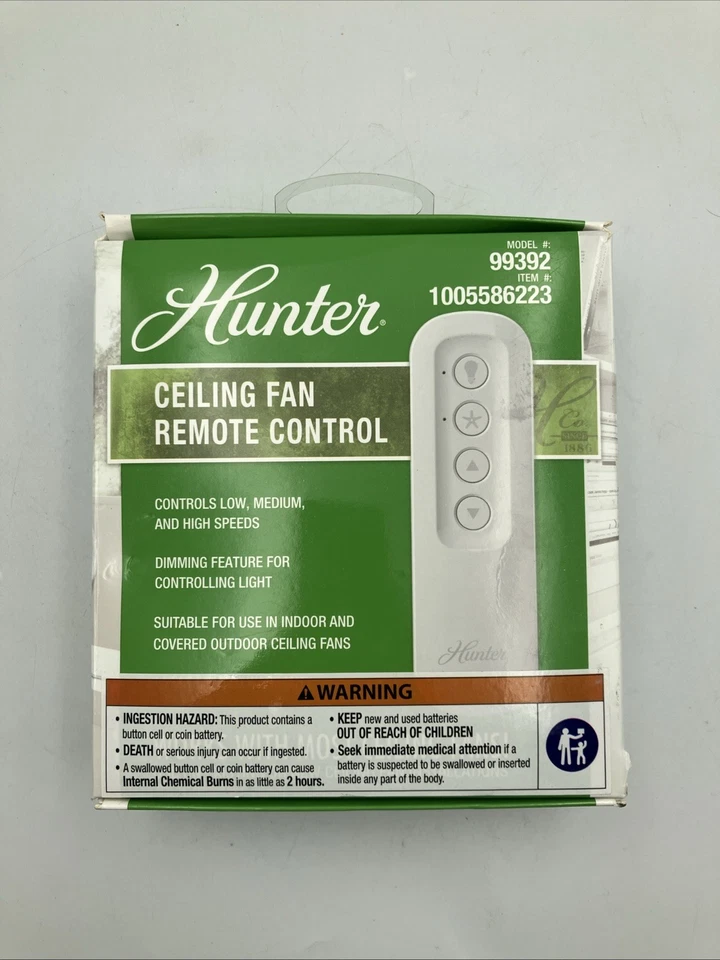 MODEL #:
99392
ITEM #:
1005586223
Hunter®
CEILING FAN
REMOTE CONTROL
Co
SINCE
1886
CONTROLS LOW, MEDIUM,
AND HIGH SPEEDS
DIMMING FEATURE FOR
CONTROLLING LIGHT
SUITABLE FOR USE IN INDOOR AND
COVERED OUTDOOR CEILING FANS
Hunter
WARNING
• INGESTION HAZARD: This product contains a
button cell or coin battery.
• DEATH or serious injury can occur if ingested.
• A swallowed button cell or coin battery can cause
Internal Chemical Burns in as little as 2 hours.
• KEEP new and used batteries
OUT OF REACH OF CHILDREN
• Seek immediate medical attention if a
battery is suspected to be swallowed or inserted
inside any part of the body.